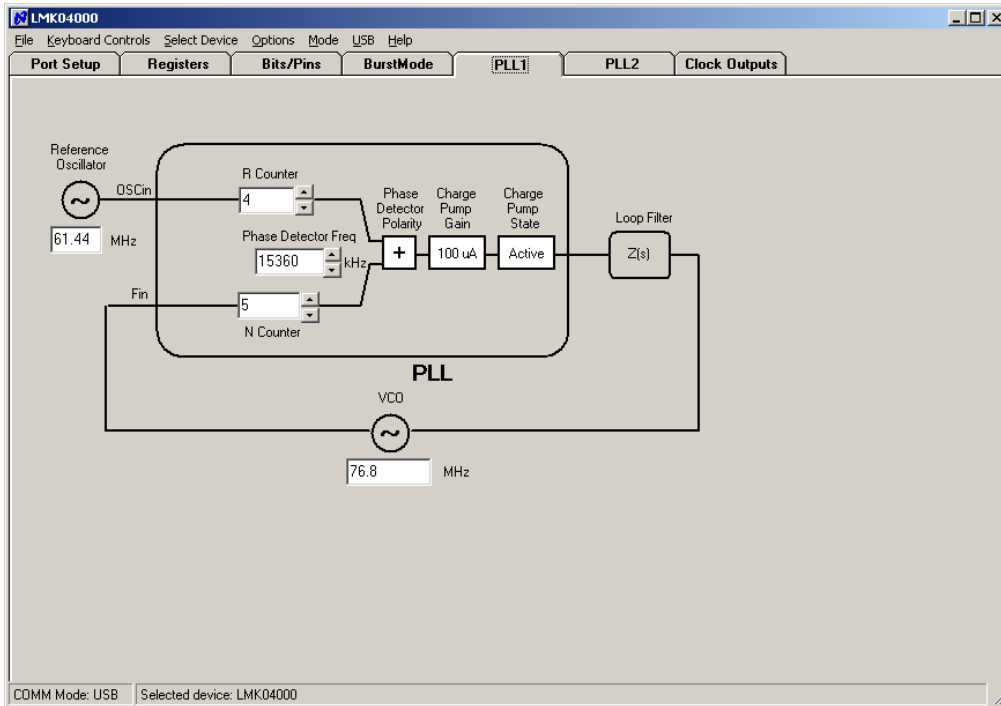 LMK04000
File Keyboard Controls Select Device Options Mode USB Help
Port Setup Registers Bits/Pins BurstMode PLL1 PLL2 Clock Outputs
Reference
Oscillator
OSCin
61.44 MHz
R Counter
4
Phase Detector Freq
15360 kHz
Fin
5
N Counter
Phase
Detector
Polarity
+
Charge
Pump
Gain
100 uA
Charge
Pump
State
Active
Loop Filter
Z(s)
PLL
VCO
76.8 MHz
COMM Mode: USB Selected device: LMK04000